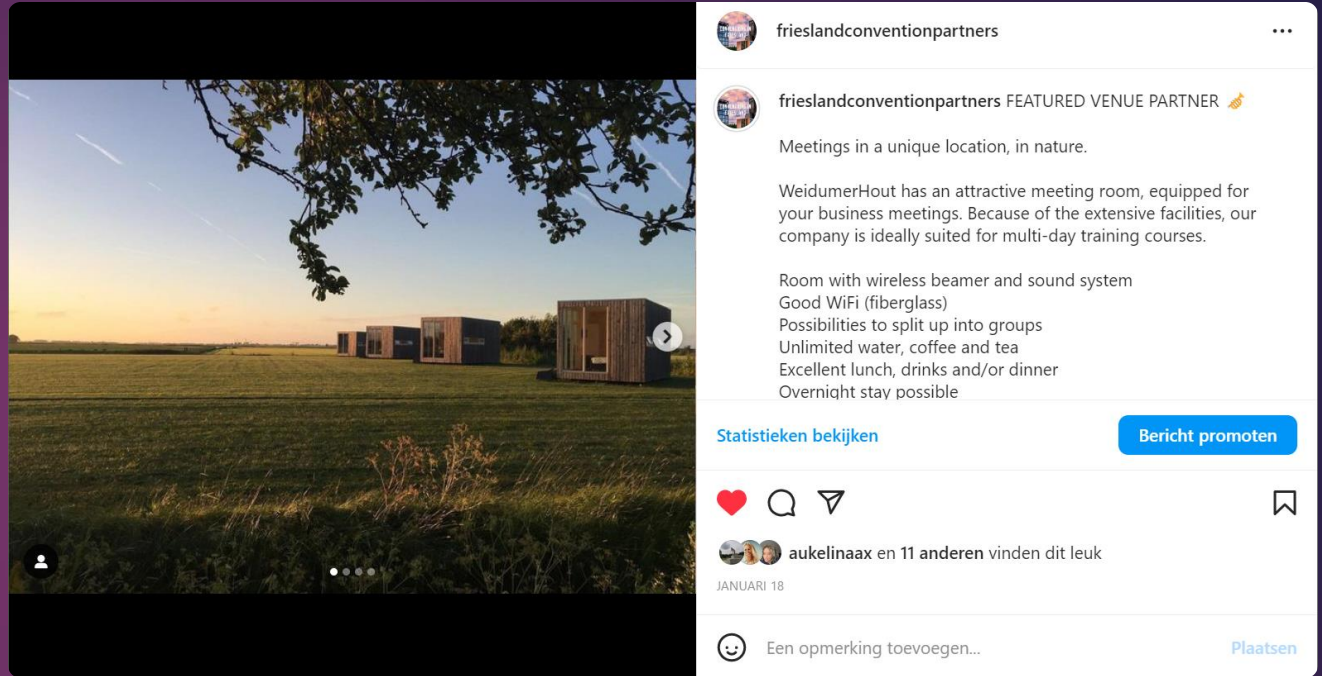 frieslandconventionpartners
frieslandconventionpartners FEATURED VENUE PARTNER 🎺
Meetings in a unique location, in nature.
WeidumerHout has an attractive meeting room, equipped for
your business meetings. Because of the extensive facilities, our
company is ideally suited for multi-day training courses.
Room with wireless beamer and sound system
Good WiFi (fiberglass)
Possibilities to split up into groups
Unlimited water, coffee and tea
Excellent lunch, drinks and/or dinner
Overnight stay possible
Statistieken bekijken
Bericht promoten
aukelinaax en 11 anderen vinden dit leuk
JANUARI 18
Een opmerking toevoegen...
Plaatsen